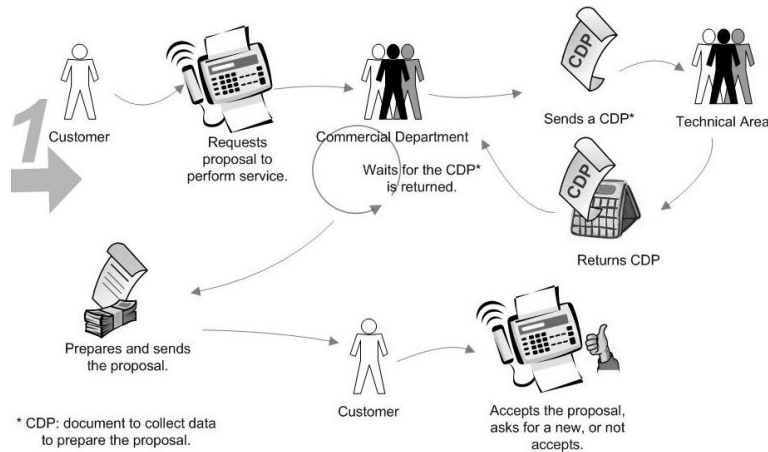 1
Customer
Requests
proposal to
perform service.
Commercial Department
Waits for the CDP*
is returned.
CDP
Sends a CDP*
Technical Area
CDP
Returns CDP
Prepares and sends
the proposal.
Customer
Accepts the proposal,
asks for a new, or not
accepts.
* CDP: document to collect data
to prepare the proposal.